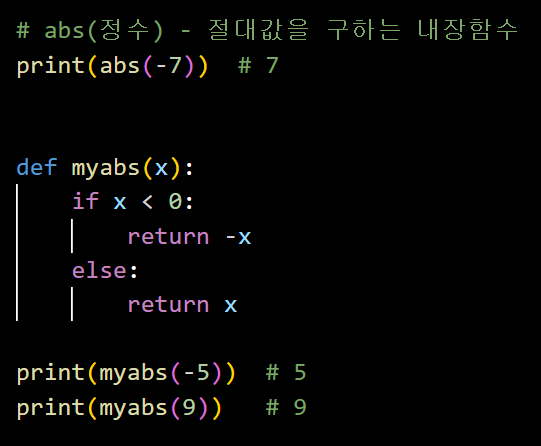 # abs(정수) - 절대값을 구하는 내장함수
print(abs(-7))  # 7
def myabs(x):
    if x < 0:
        return -x
    else:
        return x
print(myabs(-5))  # 5
print(myabs(9))   # 9